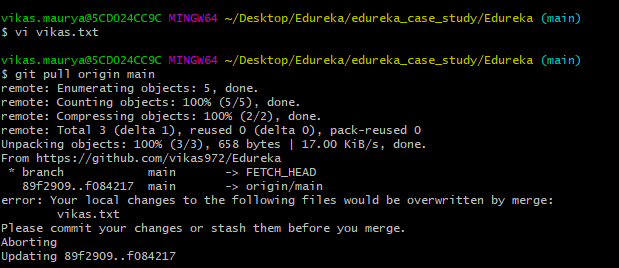 vikas.maurya@5CD024CC9C MINGW64 ~/Desktop/Edureka/edureka_case_study/Edureka (main)
$ vi vikas.txt
vikas.maurya@5CD024CC9C MINGW64 ~/Desktop/Edureka/edureka_case_study/Edureka (main)
$ git pull origin main
remote: Enumerating objects: 5, done.
remote: Counting objects: 100% (5/5), done.
remote: Compressing objects: 100% (2/2), done.
remote: Total 3 (delta 1), reused 0 (delta 0), pack-reused 0
Unpacking objects: 100% (3/3), 658 bytes | 17.00 KiB/s, done.
From https://github.com/vikas972/Edureka
 * branch            main       -> FETCH_HEAD
   89f2909..f084217  main       -> origin/main
error: Your local changes to the following files would be overwritten by merge:
        vikas.txt
Please commit your changes or stash them before you merge.
Aborting
Updating 89f2909..f084217